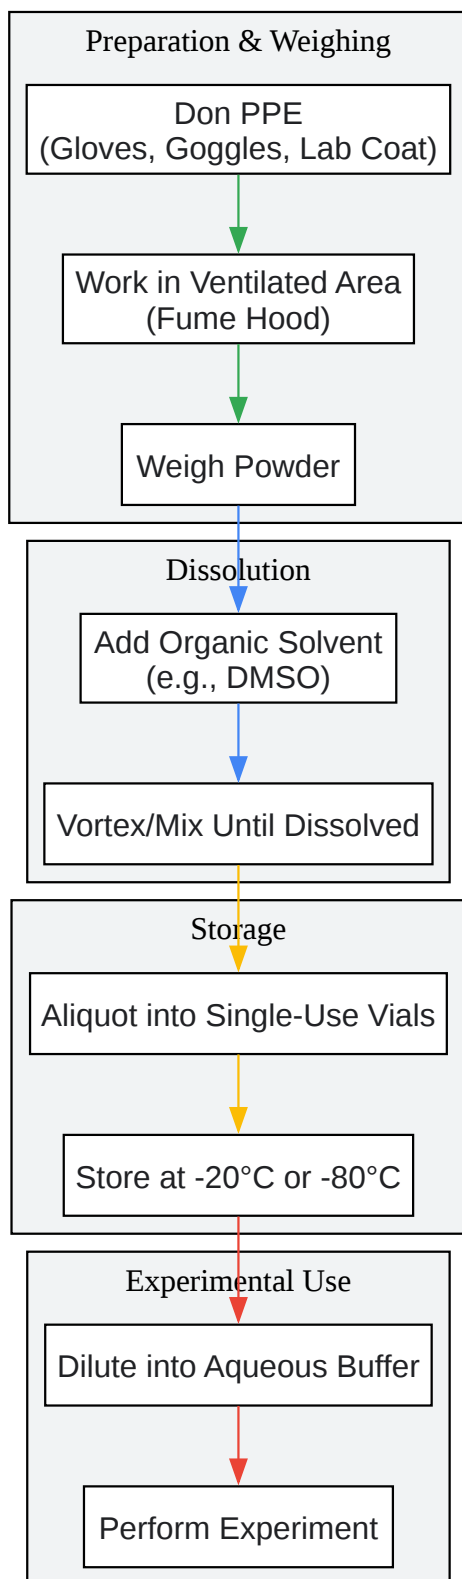 Preparation & Weighing
Don PPE
(Gloves, Goggles, Lab Coat)
Work in Ventilated Area
(Fume Hood)
Weigh Powder
Dissolution
Add Organic Solvent
(e.g., DMSO)
Vortex/Mix Until Dissolved
Storage
Aliquot into Single-Use Vials
Store at -20°C or -80°C
Experimental Use
Dilute into Aqueous Buffer
Perform Experiment